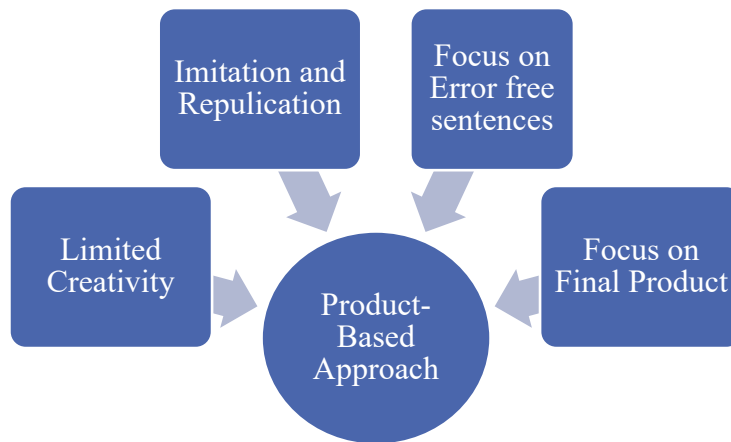 Imitation and
Repulication
Focus on
Error free
sentences
Limited
Creativity
Focus on
Final Product
Product-
Based
Approach